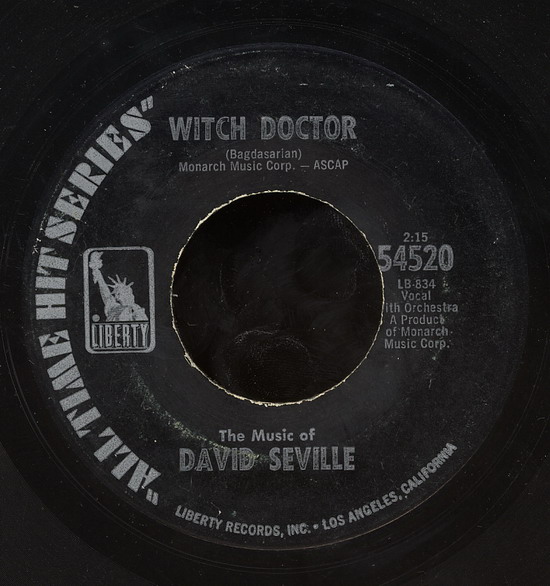 "ALL TIME HIT SERIES"
WITCH DOCTOR
(Bagdasarian)
Monarch Music Corp. — ASCAP
LIBERTY
2:15
54520
LB-834
Vocal
ith Orchestra
A Product
of Monarch
Music Corp.
The Music of
DAVID SEVILLE
LIBERTY RECORDS, INC. • LOS ANGELES, CALIFORNIA